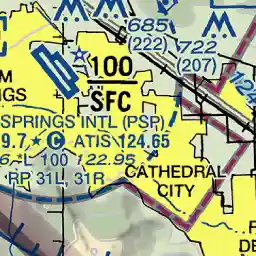 685
(222)
722
(207)
124
M
NGS
100
SFC
SPRINGS INTL (PSP)
9.7 ★ C ATIS 124.65
6 *L 100 122.95
RP 31L, 31R
CATHEDRAL
CITY
DE